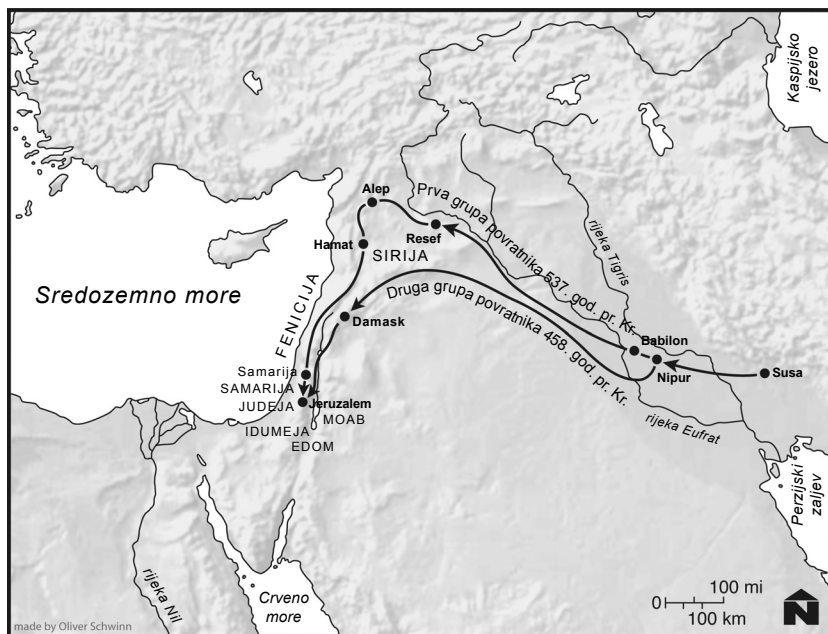 Kaspijsko
jezero
Alep
Prva grupa povratnika 537. god. pr. Kr.
rijeka Tigris
Resef
Hamat
SIRIJA
Sredozemno more
FENICIJA
Druga grupa povratnika 458. god. pr. Kr.
Damask
Babilon
Nipur
Susa
Samarija
SAMARIJA
JUDEJA
Jeruzalem
MOAB
IDUMEJA
EDOM
rijeka Eufrat
Perzijski
zaljev
rijeka Nil
Crveno
more
100 mi
0
100 km
N
made by Oliver Schwinn